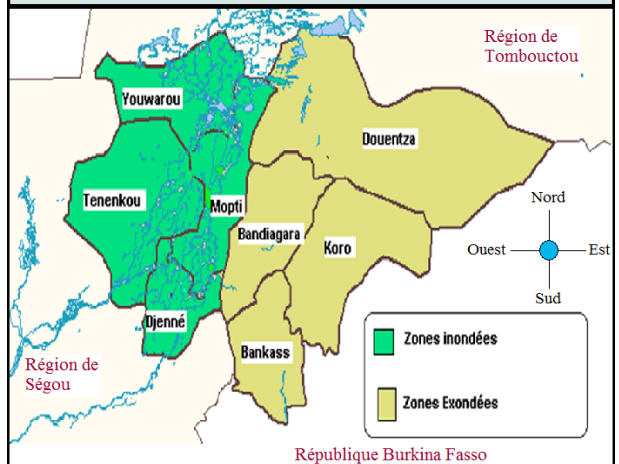 Région de
Tombouctou
Youwarou
Douentza
Tenenkou
Mopti
Nord
Bandiagara
Koro
Ouest
Est
Sud
Djenné
Zones inondées
Bankass
Région de
Ségou
Zones Exondées
République Burkina Fasso